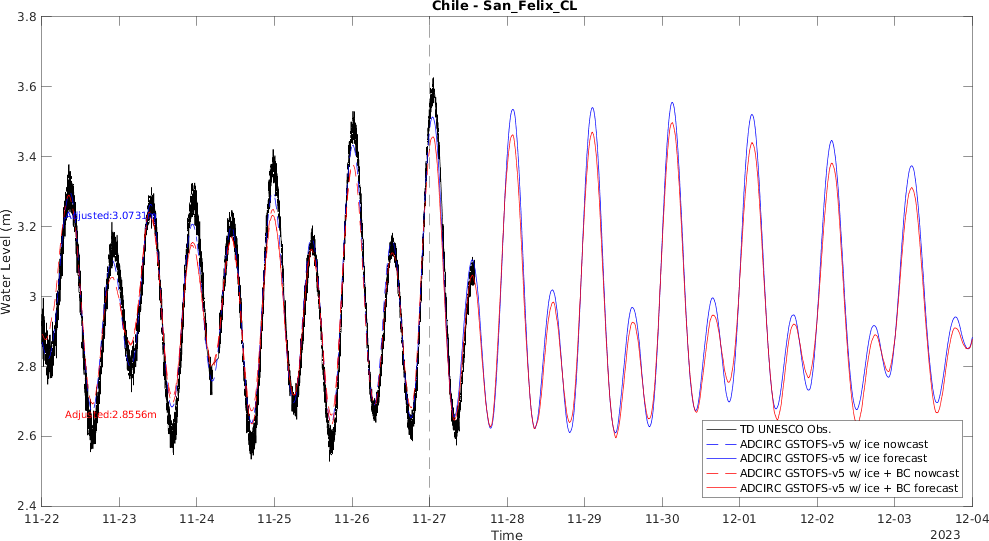 Chile - San_Felix_CL
3.8
3.6
3.4
3.2
3
2.8
2.6
2.4
Water Level (m)
Adjusted:3.0731m
Adjusted:2.8556m
TD UNESCO Obs.
ADCIRC GSTOFS-v5 w/ ice nowcast
ADCIRC GSTOFS-v5 w/ ice forecast
ADCIRC GSTOFS-v5 w/ ice + BC nowcast
ADCIRC GSTOFS-v5 w/ ice + BC forecast
11-22 11-23 11-24 11-25 11-26 11-27 11-28 11-29 11-30 12-01 12-02 12-03 12-04
Time
2023